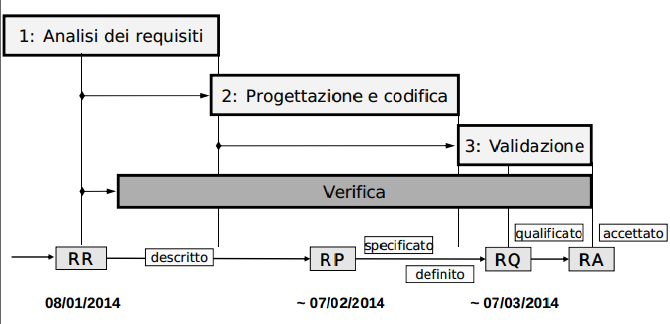 1: Analisi dei requisiti
2: Progettazione e codifica
3: Validazione
Verifica
qualificato
accettato
specificato
RR
descritto
RP
definito
RQ
RA
08/01/2014
~ 07/02/2014
~ 07/03/2014